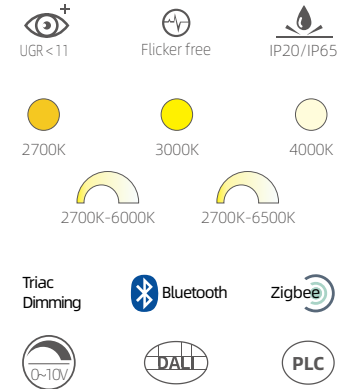 UGR<11
Flicker free
IP20/IP65
2700K
3000K
4000K
2700K-6000K
2700K-6500K
Triac
Dimming
Bluetooth
Zigbee
0~10V
DALI
PLC